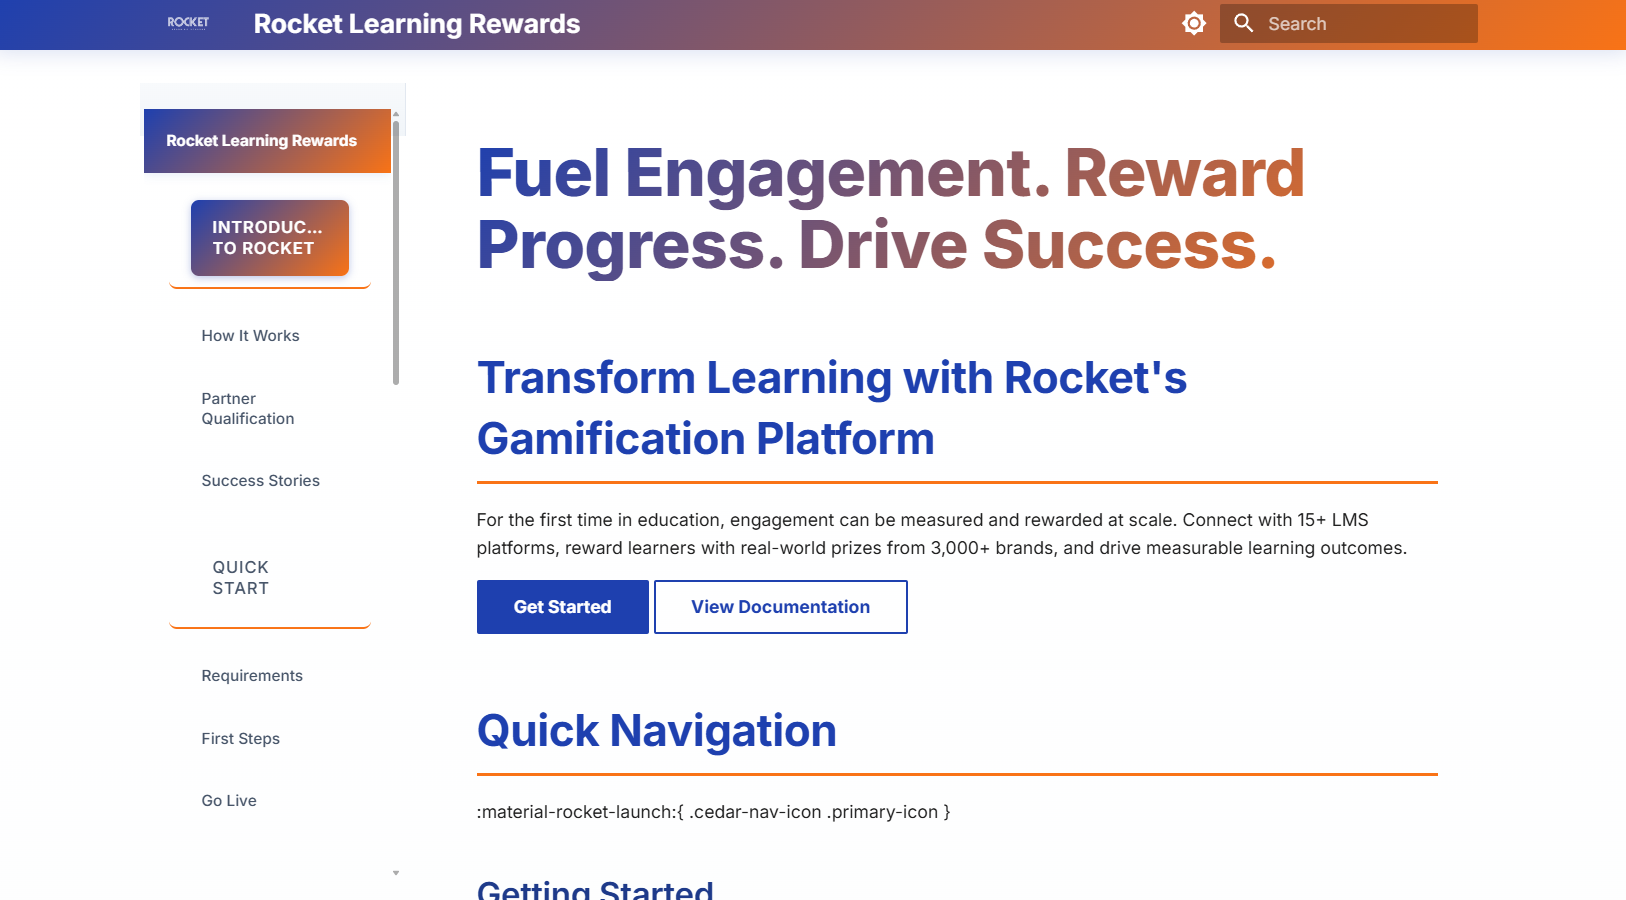 ROCKET
Rocket Learning Rewards
Search
Rocket Learning Rewards
INTRODUC...
TO ROCKET
How It Works
Partner
Qualification
Success Stories
QUICK
START
Requirements
First Steps
Go Live
Fuel Engagement. Reward
Progress. Drive Success.
Transform Learning with Rocket's
Gamification Platform
For the first time in education, engagement can be measured and rewarded at scale. Connect with 15+ LMS
platforms, reward learners with real-world prizes from 3,000+ brands, and drive measurable learning outcomes.
Get Started
View Documentation
Quick Navigation
:material-rocket-launch:{ .cedar-nav-icon .primary-icon }
Getting Started